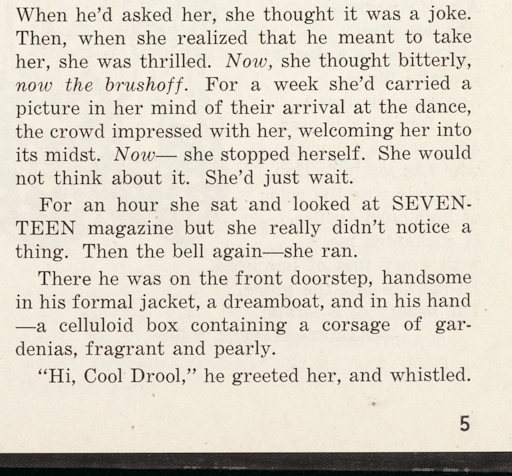 When he'd asked her, she thought it was a joke.
Then, when she realized that he meant to take
her, she was thrilled. Now, she thought bitterly,
now the brushoff. For a week she'd carried a
picture in her mind of their arrival at the dance,
the crowd impressed with her, welcoming her into
its midst. Now— she stopped herself. She would
not think about it. She'd just wait.
For an hour she sat and looked at SEVEN-
TEEN magazine but she really didn't notice a
thing. Then the bell again—she ran.
There he was on the front doorstep, handsome
in his formal jacket, a dreamboat, and in his hand
—a celluloid box containing a corsage of gar-
denias, fragrant and pearly.
"Hi, Cool Drool," he greeted her, and whistled.
5